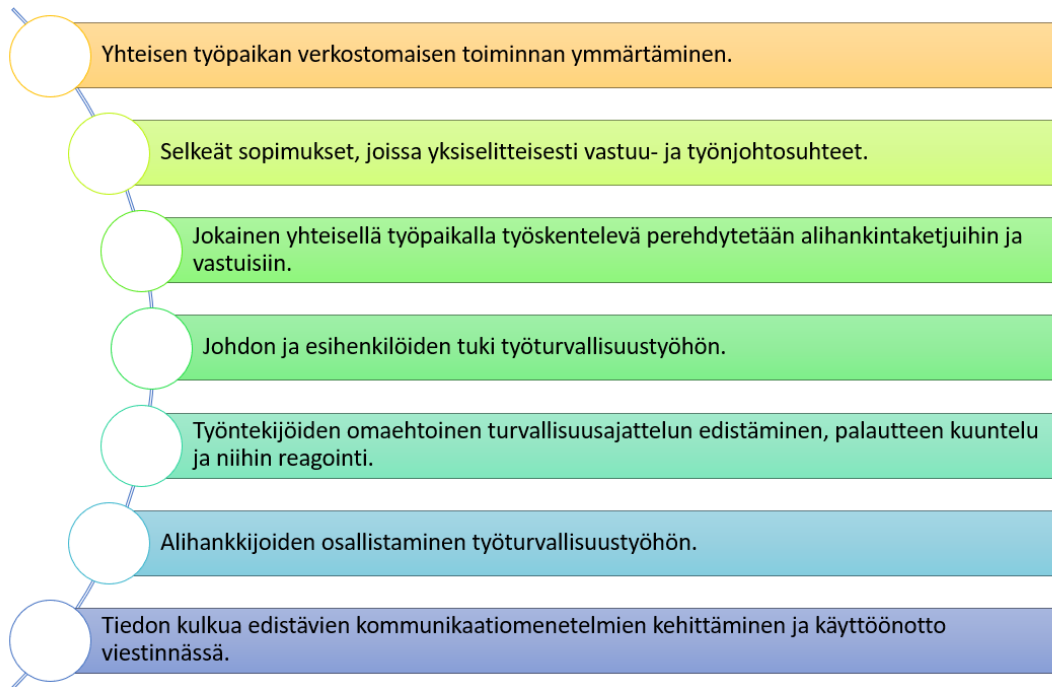 Yhteisen työpaikan verkostomaisen toiminnan ymmärtäminen.
Selkeät sopimukset, joissa yksiselitteisesti vastuu- ja työnjohtosuhteet.
Jokainen yhteisellä työpaikalla työskentelevä perehdytetään alihankintaketjuihin ja
vastuisiin.
Johdon ja esihenkilöiden tuki työturvallisuustyöhön.
Työntekijöiden omaehtoinen turvallisuusajattelun edistäminen, palautteen kuuntelu
ja niihin reagointi.
Alihankkijoiden osallistaminen työturvallisuustyöhön.
Tiedon kulkua edistävien kommunikaatiomenetelmien kehittäminen ja käyttöönotto
viestinnässä.